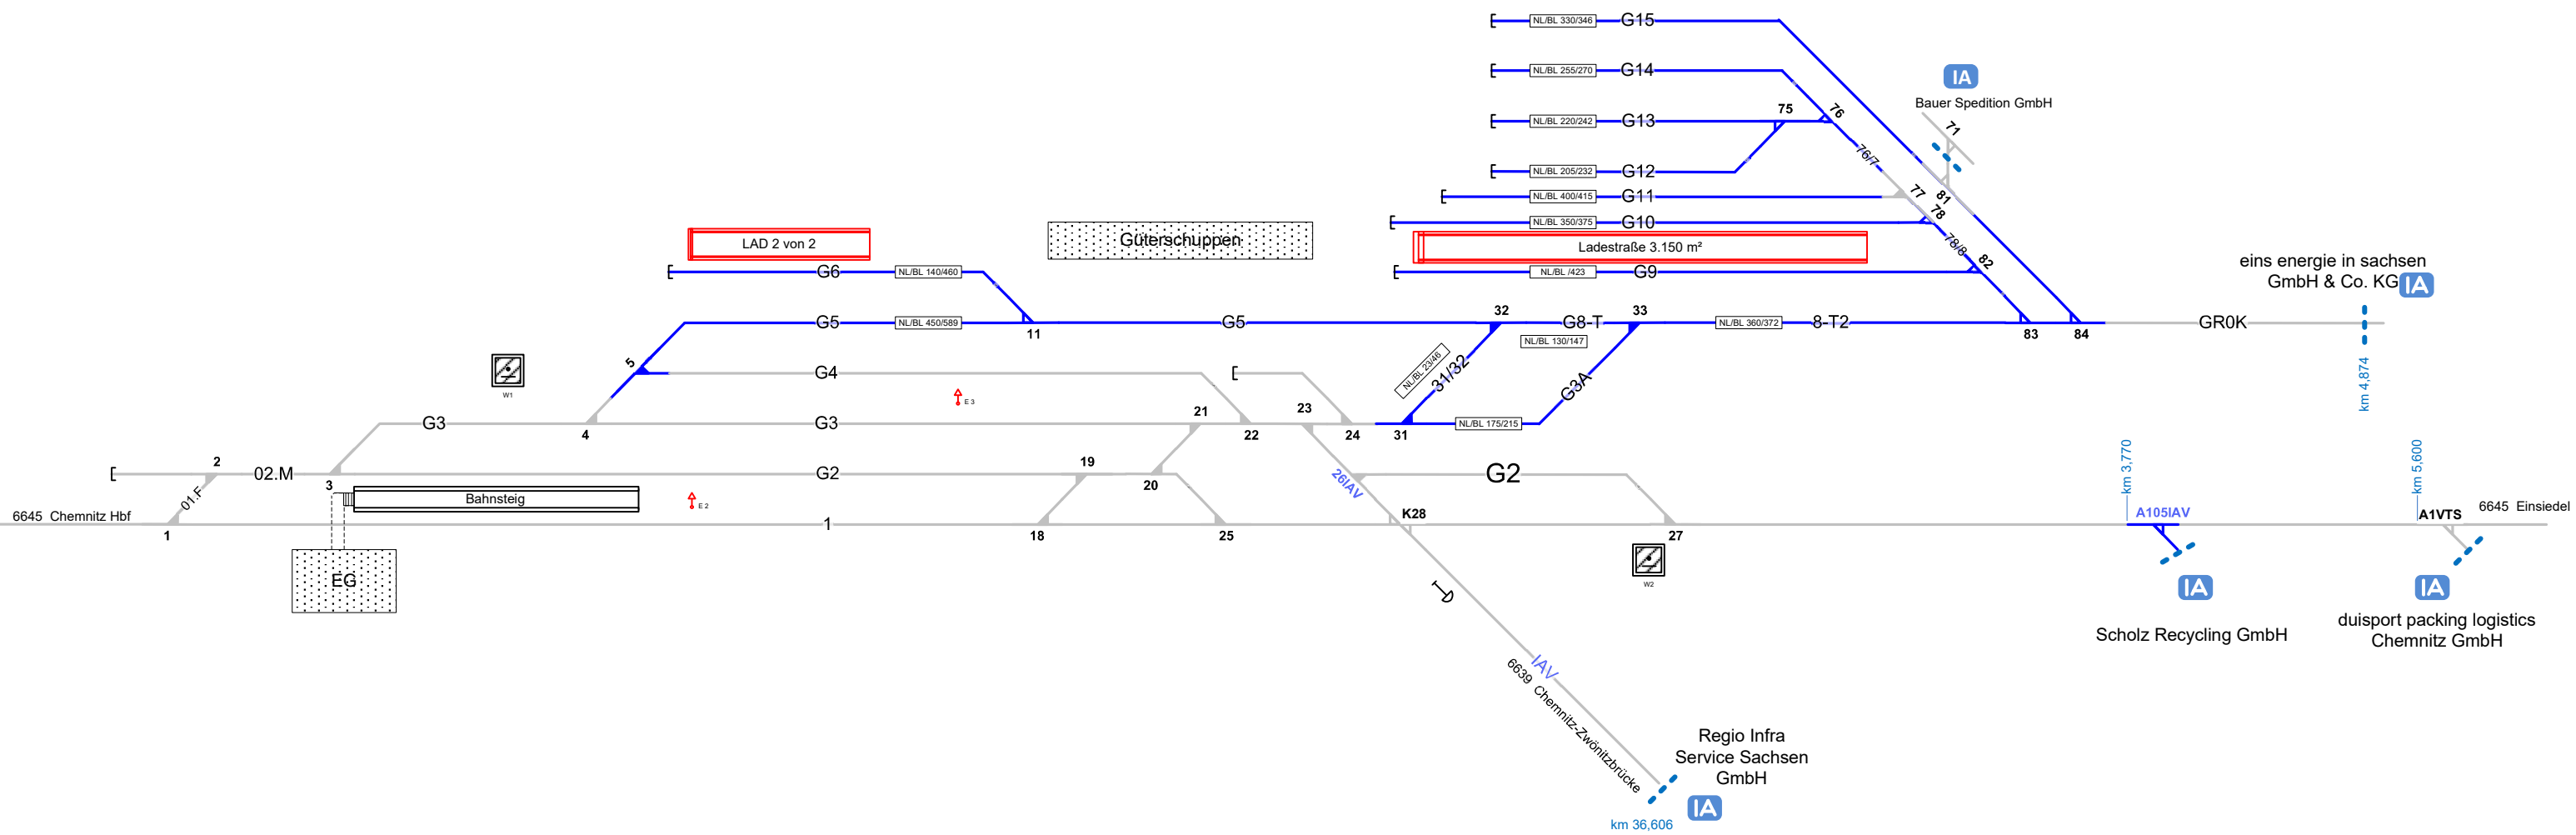 NL/BL 330/346 G15
NL/BL 255/270 G14
IA
Bauer Spedition GmbH
75 76 71
NL/BL 220/242 G13
76/7
NL/BL 205/232 G12
NL/BL 400/415 G11
77 81
78
NL/BL 350/375 G10
LAD 2 von 2
Güterschuppen
Ladestraße 3.150 m²
78/8
82
G6 NL/BL 140/460
NL/BL /423 G9
eins energie in sachsen
GmbH & Co. KG IA
G5 NL/BL 450/589 G5
32 33
G8-T NL/BL 360/372 8-T2 GR0K
11 83 84
NL/BL 130/147
NL/BL 23/46
31/32
G3A
km 4,874
5
W1
G4
E 3
G3 G3
4 21 22 23 24 31
NL/BL 175/215
2
02.M
3
G2
19
20
26IAV
G2
km 3,770
km 5,600
01.F
Bahnsteig
E 2
6645 Chemnitz Hbf
1
1
18
25
K28
27
A105IAV
A1VTS
6645 Einsiedel
EG
W2
IA
Scholz Recycling GmbH
IA
duisport packing logistics
Chemnitz GmbH
IAV
6639 Chemnitz-Zwönitzbrücke
Regio Infra
Service Sachsen
GmbH
IA
km 36,606